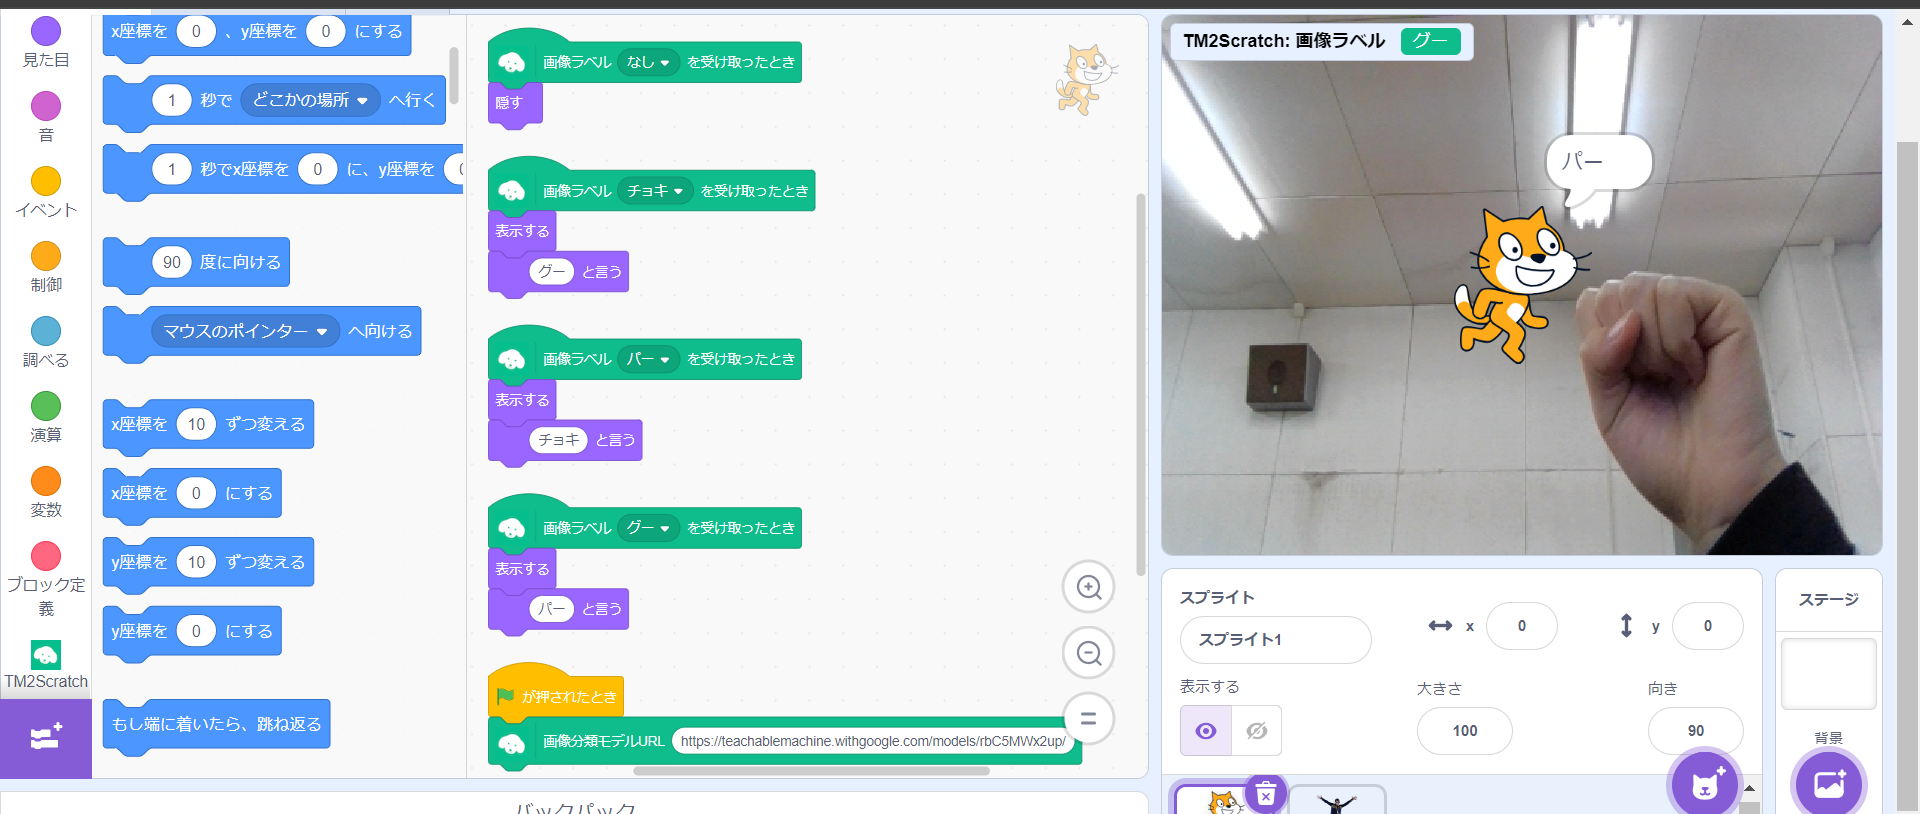 見た目
音
イベント
制御
調べる
演算
変数
ブロック定
義
TM2Scratch
x座標を 0 、y座標を 0 にする
1 秒で どこかの場所 へ行く
1 秒でx座標を 0 に、y座標を
90 度に向ける
マウスのポインター へ向ける
x座標を 10 ずつ変える
x座標を 0 にする
y座標を 10 ずつ変える
y座標を 0 にする
もし端に着いたら、跳ね返る
画像ラベル なし を受け取ったとき
隠す
画像ラベル チョキ を受け取ったとき
表示する
グー と言う
画像ラベル パー を受け取ったとき
表示する
チョキ と言う
画像ラベル グー を受け取ったとき
表示する
パー と言う
が押されたとき
画像分類モデルURL https://teachablemachine.withgoogle.com/models/rbC5MWx2up/
バックパック
TM2Scratch: 画像ラベル グー
パー
スプライト
スプライト1
x 0
y 0
表示する
大きさ
100
向き
90
ステージ
背景